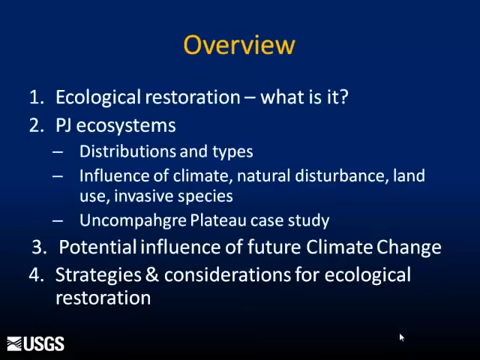 Overview
1. Ecological restoration – what is it?
2. PJ ecosystems
– Distributions and types
– Influence of climate, natural disturbance, land
use, invasive species
– Uncompahgre Plateau case study
3. Potential influence of future Climate Change
4. Strategies & considerations for ecological
restoration
USGS